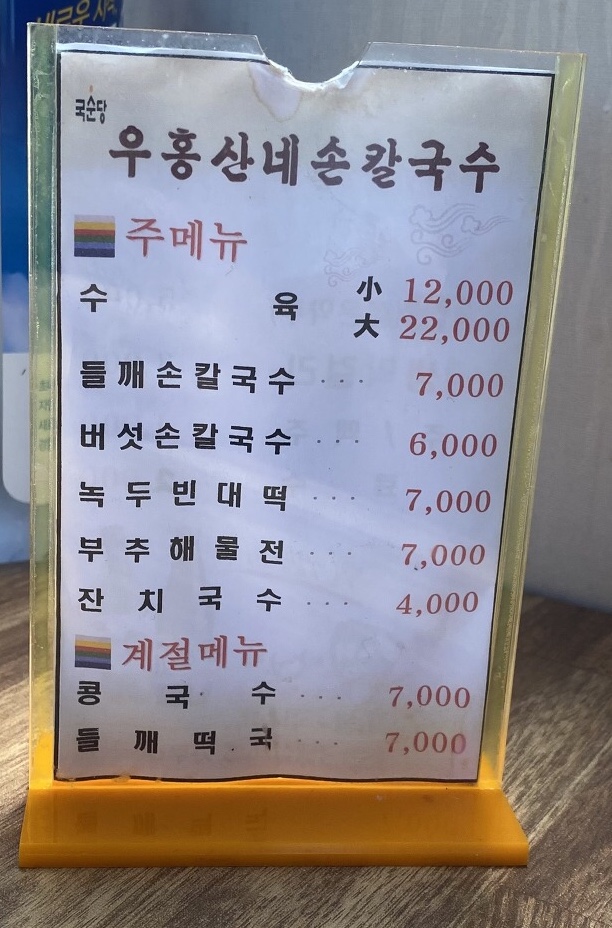 국순당
우홍산네손칼국수
주메뉴
수 육 小 12,000
大 22,000
들깨손칼국수 ··· 7,000
버섯손칼국수 ··· 6,000
녹두빈대떡 ··· 7,000
부추해물전 ··· 7,000
잔치국수 ··· 4,000
계절메뉴
콩국수 ··· 7,000
들깨떡국 ··· 7,000